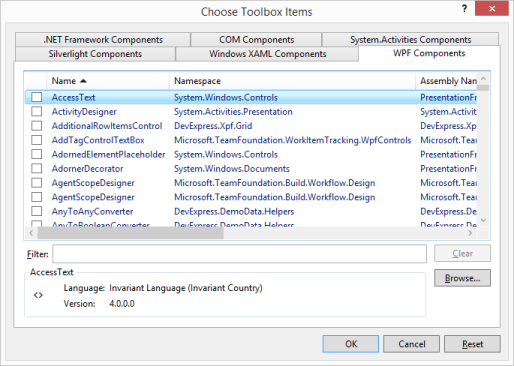 Choose Toolbox Items
? ×
.NET Framework Components COM Components System.Activities Components
Silverlight Components Windows XAML Components WPF Components
Name Namespace Assembly Nam
AccessText System.Windows.Controls PresentationFr
ActivityDesigner System.Activities.Presentation System.Activit
AdditionalRowItemsControl DevExpress.Xpf.Grid DevExpress.Xp
AddTagControlTextBox Microsoft.TeamFoundation.WorkItemTracking.WpfControls Microsoft.Tea
AdornedElementPlaceholder System.Windows.Controls PresentationFr
AdornerDecorator System.Windows.Documents PresentationFr
AgentScopeDesigner Microsoft.TeamFoundation.Build.Workflow.Design Microsoft.Tea
AgentScopeDesigner Microsoft.TeamFoundation.Build.Workflow.Design Microsoft.Tea
AnyToAnyConverter DevExpress.DemoData.Helpers DevExpress.De
AnyToBooleanConverter DevExpress.DemoData.Helpers DevExpress.De
Filter: Clear
AccessText
Language: Invariant Language (Invariant Country)
Version: 4.0.0.0
Browse...
OK Cancel Reset